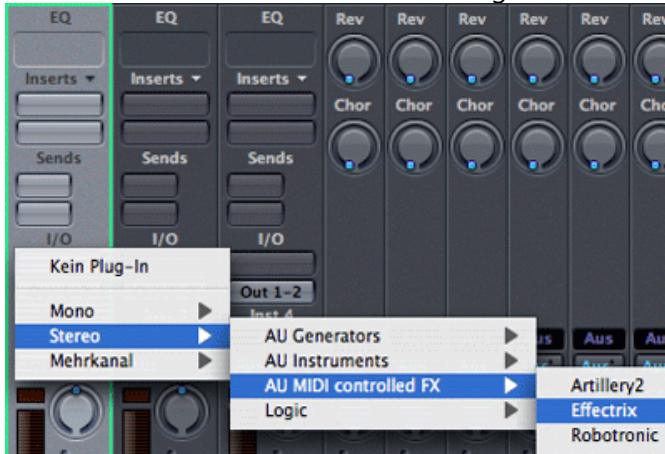 EQ EQ EQ Rev Rev Rev Rev Rev Rev
Inserts Inserts Inserts
Chor Chor Chor Chor Chor
Sends Sends Sends
I/O I/O I/O
Kein Plug-In
Out 1-2
Mono
Inst 4
Stereo
Mehrkanal
AU Generators
AU Instruments
AU MIDI controlled FX
Logic
Aus
Artillery2
Effectrix
Robotronic